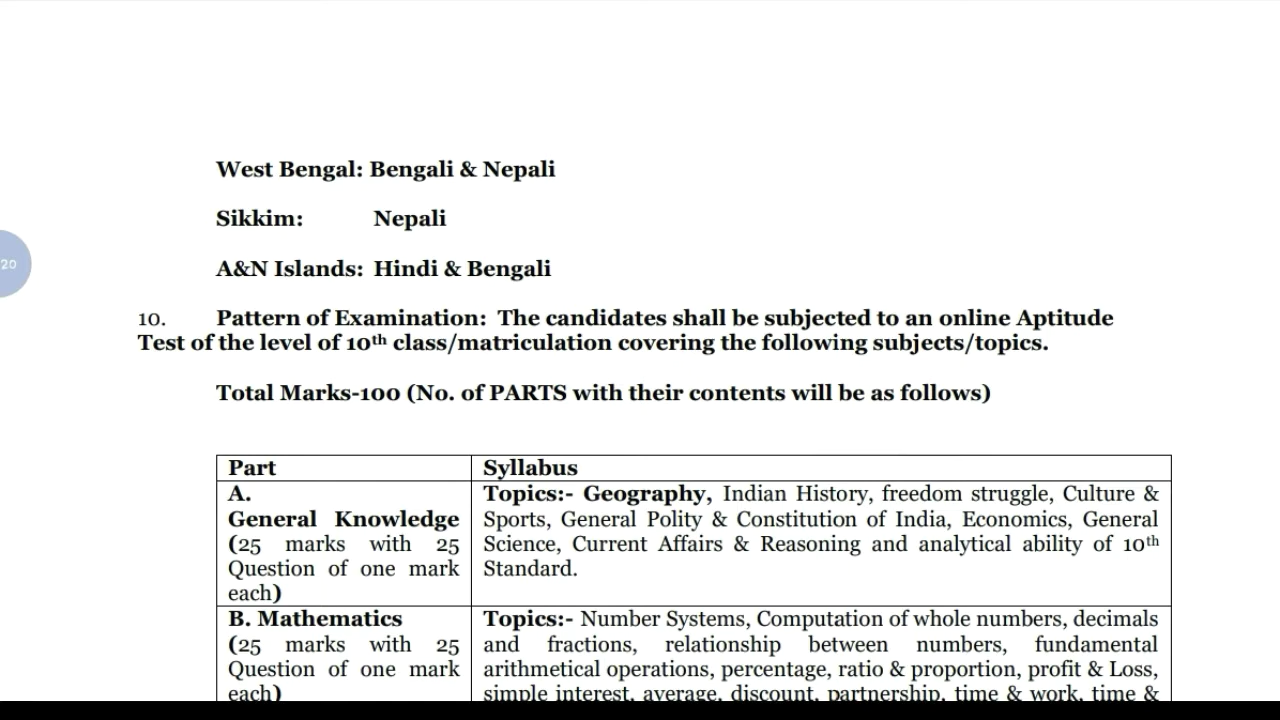 West Bengal: Bengali & Nepali
Sikkim: Nepali
A&N Islands: Hindi & Bengali
20
10. Pattern of Examination: The candidates shall be subjected to an online Aptitude
Test of the level of 10th class/matriculation covering the following subjects/topics.
Total Marks-100 (No. of PARTS with their contents will be as follows)
Part
Syllabus
A.
General Knowledge
(25 marks with 25
Question of one mark
each)
Topics:- Geography, Indian History, freedom struggle, Culture &
Sports, General Polity & Constitution of India, Economics, General
Science, Current Affairs & Reasoning and analytical ability of 10th
Standard.
B. Mathematics
(25 marks with 25
Question of one mark
each)
Topics:- Number Systems, Computation of whole numbers, decimals
and fractions, relationship between numbers, fundamental
arithmetical operations, percentage, ratio & proportion, profit & Loss,
simple interest, average, discount, partnership, time & work, time &